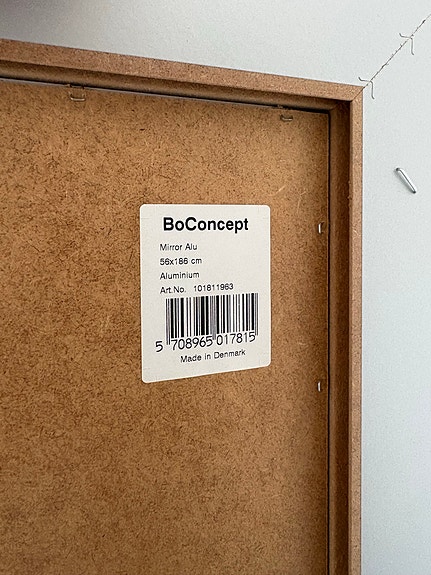 BoConcept
Mirror Alu
56x186 cm
Aluminium
Art.No. 101811963
5 708965 017815
Made in Denmark